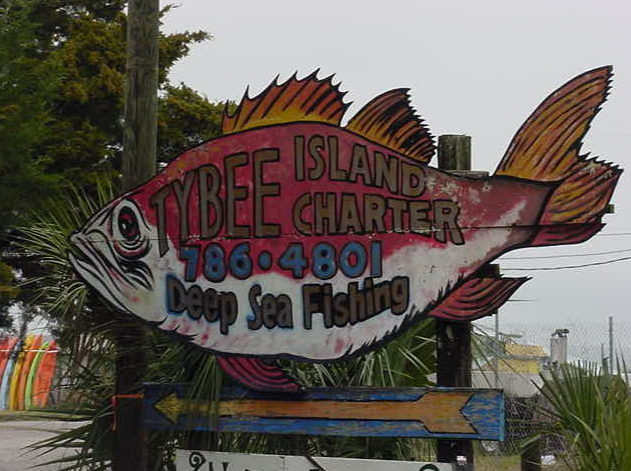 TYBEE ISLAND
CHARTER
786•4801
Deep Sea Fishing